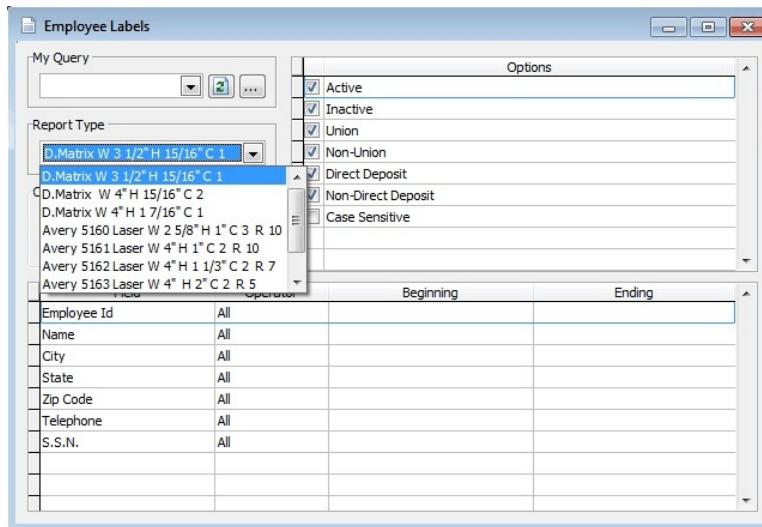 Employee Labels
My Query
...
Options
Active
Inactive
Union
Non-Union
Direct Deposit
Non-Direct Deposit
Case Sensitive
Report Type
D.Matrix W 3 1/2" H 15/16" C 1
D.Matrix W 3 1/2" H 15/16" C 1
D.Matrix W 4" H 15/16" C 2
D.Matrix W 4" H 1 7/16" C 1
Avery 5160 Laser W 2 5/8" H 1" C 3 R 10
Avery 5161 Laser W 4" H 1" C 2 R 10
Avery 5162 Laser W 4" H 1 1/3" C 2 R 7
Avery 5163 Laser W 4" H 2" C 2 R 5
Field Operator Beginning Ending
Employee Id All
Name All
City All
State All
Zip Code All
Telephone All
S.S.N. All